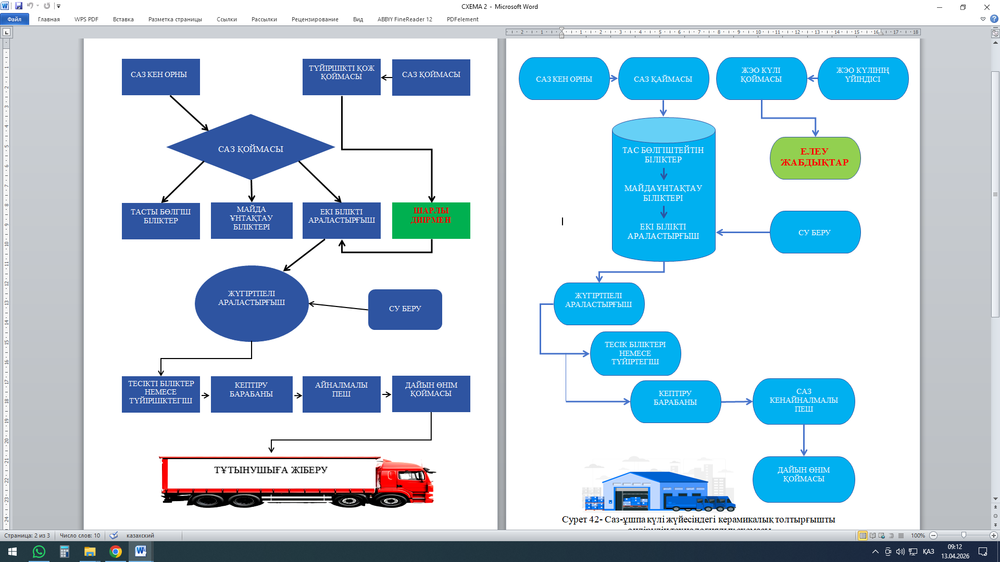 СХЕМА 2 - Microsoft Word
Файл Главная WPS PDF Вставка Разметка страницы Ссылки Рассылки Рецензирование Вид ABBYY FineReader 12 PDFelement
САЗ КЕН ОРНЫ
ТҮЙІРШІКТІ ҚОЖ
ҚОЙМАСЫ
САЗ ҚОЙМАСЫ
САЗ ҚОЙМАСЫ
ТАСТЫ БӨЛГІШ
БІЛІКТЕР
МАЙДА
ҰНТАҚТАУ
БІЛІКТЕРІ
ЕКІ БІЛІКТІ
АРАЛАСТЫРҒЫШ
ШАРЛЫ
ДИІРМЕН
ЖҮГІРТПЕЛІ
АРАЛАСТЫРҒЫШ
СУ БЕРУ
ТЕСІКТІ БІЛІКТЕР
НЕМЕСЕ
ТҮЙІРШІКТЕГІШ
КЕПТІРУ
БАРАБАНЫ
АЙНАЛМАЛЫ
ПЕШ
ДАЙЫН ӨНІМ
ҚОЙМАСЫ
ТҰТЫНУШЫҒА ЖІБЕРУ
САЗ КЕН ОРНЫ
САЗ ҚАЙМАСЫ
ЖЭО КҮЛІ
ҚОЙМАСЫ
ЖЭО КҮЛІНІҢ
ҮЙІНДІСІ
ТАС БӨЛГІШТЕЙТІН
БІЛІКТЕР
МАЙДАҰНТАҚТАУ
БІЛІКТЕРІ
ЕКІ БІЛІКТІ
АРАЛАСТЫРҒЫШ
ЕЛЕУ
ЖАБДЫҚТАР
СУ БЕРУ
ЖҮГІРТПЕЛІ
АРАЛАСТЫРҒЫШ
ТЕСІК БІЛІКТЕРІ
НЕМЕСЕ
ТҮЙІРТЕГІШ
КЕПТІРУ
БАРАБАНЫ
САЗ
КЕНАЙНАЛМАЛЫ
ПЕШ
ДАЙЫН ӨНІМ
ҚОЙМАСЫ
Сурет 42- Саз-ұшпа күлі жүйесіндегі керамикалық толтырғышты
Страница: 2 из 3 Число слов: 10 казахский 100%
ҚАЗ
09:12
13.04.2026